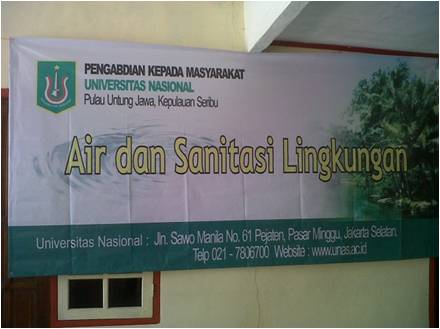 PENGABDIAN KEPADA MASYARAKAT
UNIVERSITAS NASIONAL
Pulau Untung Jawa, Kepulauan Seribu
Air dan Sanitasi Lingkungan
Universitas Nasional : Jln. Sawo Manila No. 61 Pejaten, Pasar Minggu, Jakarta Selatan.
Telp 021 - 7806700 Website : www.unas.ac.id